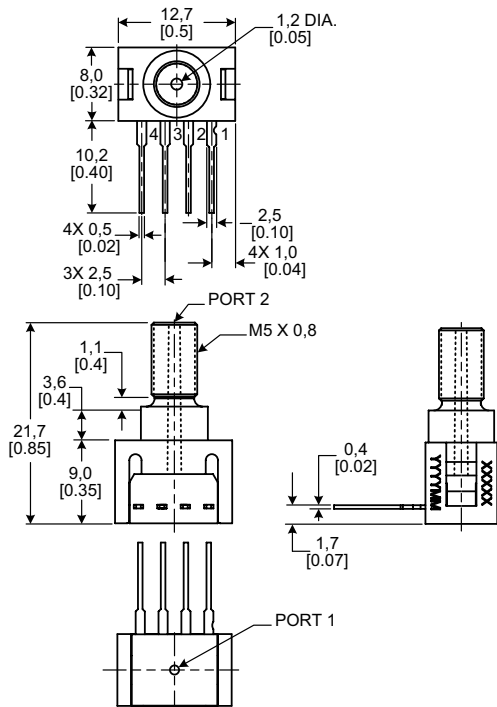 12,7
[0.5]
1,2 DIA.
[0.05]
8,0
[0.32]
4 3 2 1
10,2
[0.40]
2,5
[0.10]
4X 0,5
[0.02]
4X 1,0
[0.04]
3X 2,5
[0.10]
PORT 2
M5 X 0,8
1,1
[0.4]
3,6
[0.4]
21,7
[0.85]
9,0
[0.35]
0,4
[0.02]
YYYYMM
XXXXX
1,7
[0.07]
PORT 1